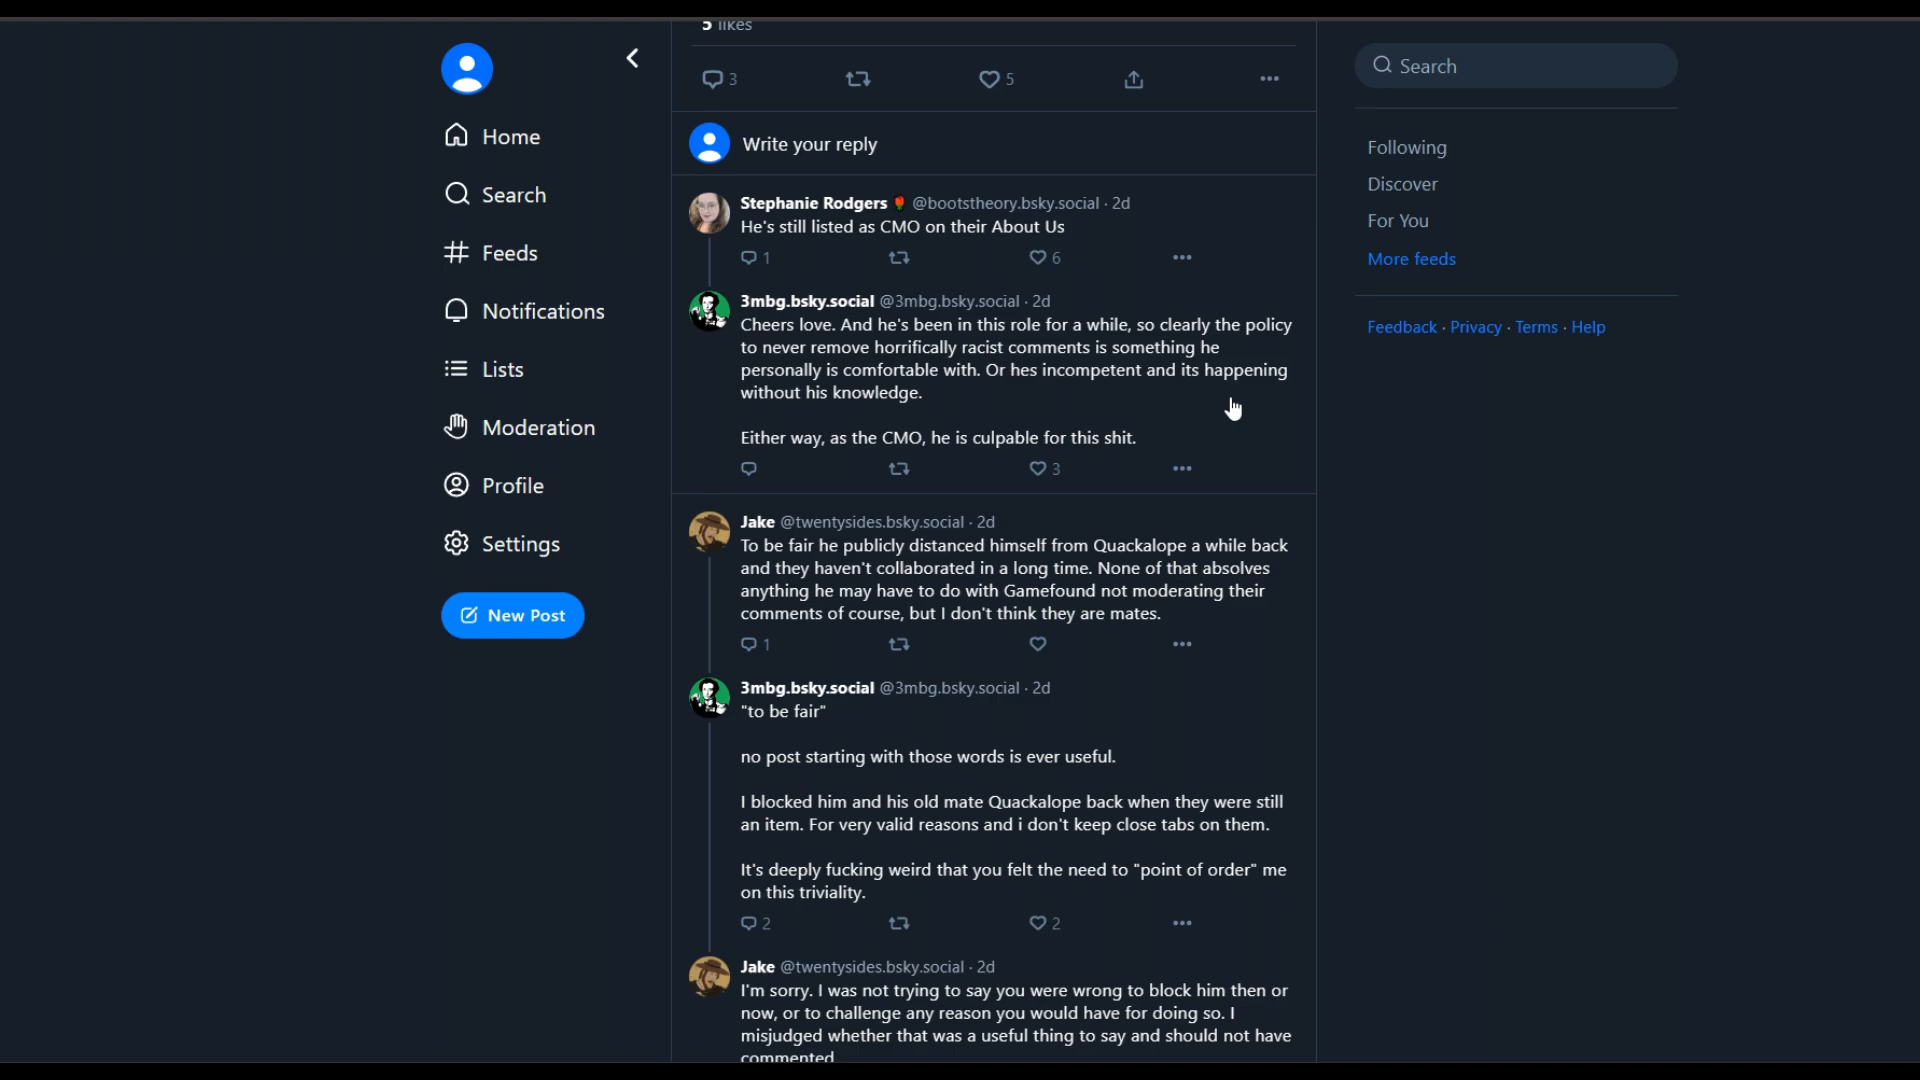 5 likes
3
5
Write your reply
Stephanie Rodgers @bootstheory.bsky.social · 2d
He's still listed as CMO on their About Us
1
6
3mbg.bsky.social @3mbg.bsky.social · 2d
Cheers love. And he's been in this role for a while, so clearly the policy
to never remove horrifically racist comments is something he
personally is comfortable with. Or hes incompetent and its happening
without his knowledge.
Either way, as the CMO, he is culpable for this shit.
3
Jake @twentysides.bsky.social · 2d
To be fair he publicly distanced himself from Quackalope a while back
and they haven't collaborated in a long time. None of that absolves
anything he may have to do with Gamefound not moderating their
comments of course, but I don't think they are mates.
1
3mbg.bsky.social @3mbg.bsky.social · 2d
"to be fair"
no post starting with those words is ever useful.
I blocked him and his old mate Quackalope back when they were still
an item. For very valid reasons and i don't keep close tabs on them.
It's deeply fucking weird that you felt the need to "point of order" me
on this triviality.
2
2
Jake @twentysides.bsky.social · 2d
I'm sorry. I was not trying to say you were wrong to block him then or
now, or to challenge any reason you would have for doing so. I
misjudged whether that was a useful thing to say and should not have
commented
Home
Search
Feeds
Notifications
Lists
Moderation
Profile
Settings
New Post
Search
Following
Discover
For You
More feeds
Feedback · Privacy · Terms · Help